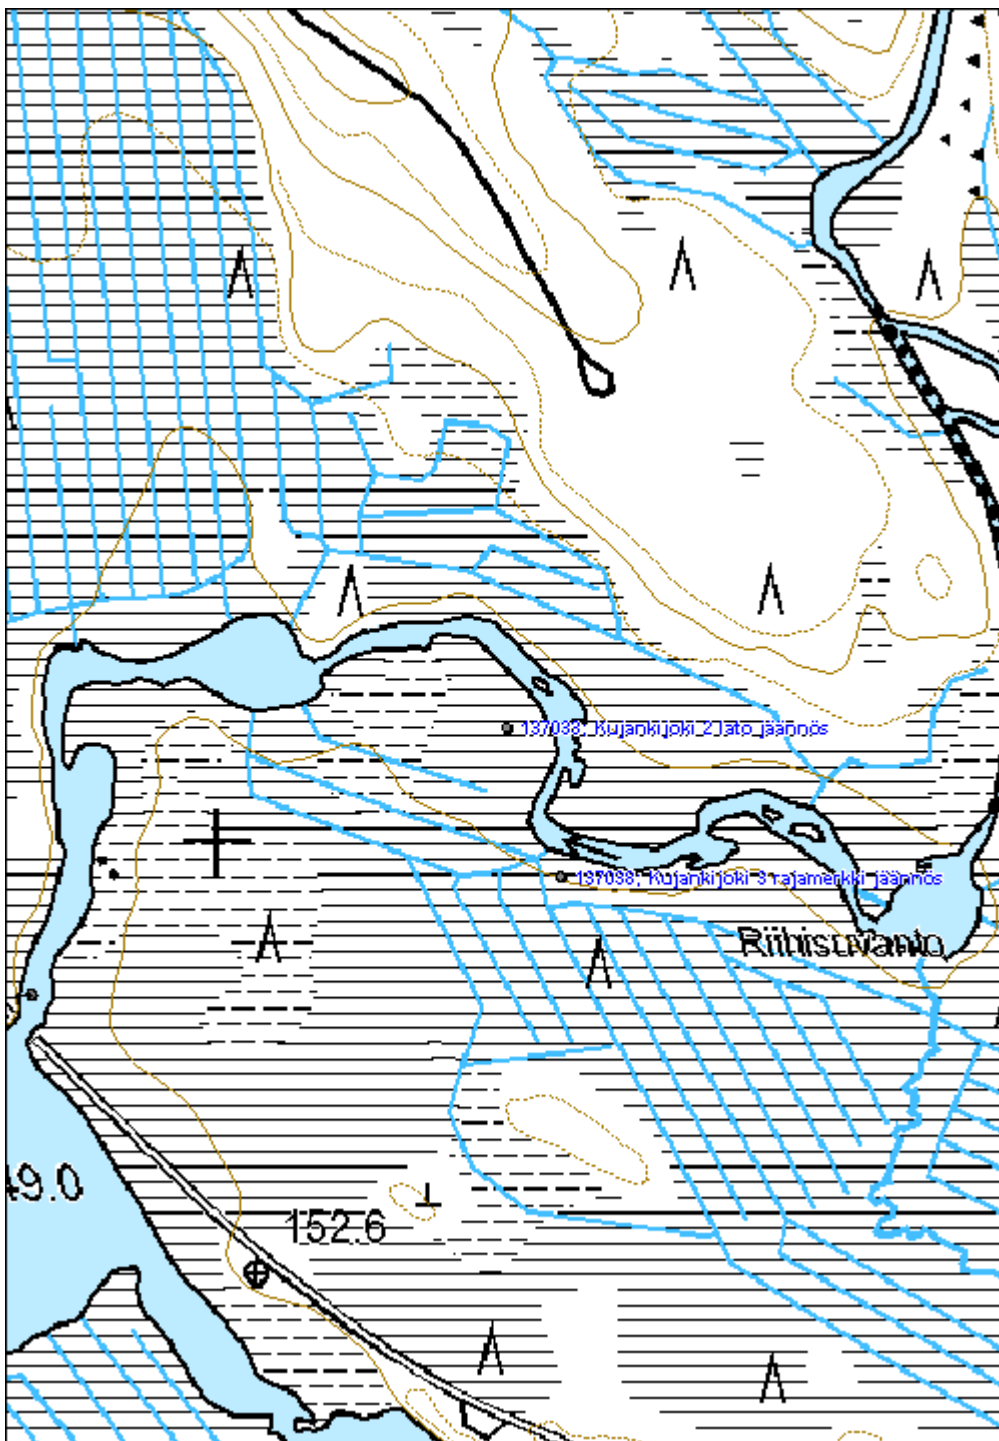 137038; Kujankijoki 2 lato jäännös
137038; Kujankijoki 3 rajamerkki jäännös
Riihisuvanto
49.0
152.6